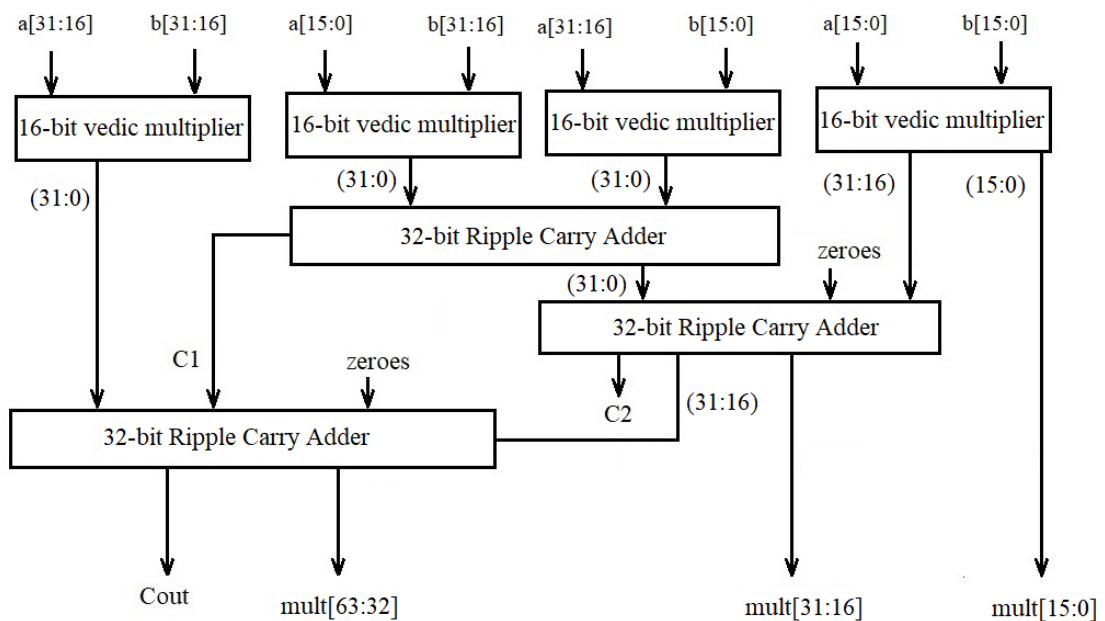 a[31:16]
b[31:16]
a[15:0]
b[31:16]
a[31:16]
b[15:0]
a[15:0]
b[15:0]
16-bit vedic multiplier
16-bit vedic multiplier
16-bit vedic multiplier
16-bit vedic multiplier
(31:0)
(31:0)
(31:0)
(31:16)
(15:0)
32-bit Ripple Carry Adder
zeroes
(31:0)
32-bit Ripple Carry Adder
C1
zeroes
C2
(31:16)
32-bit Ripple Carry Adder
Cout
mult[63:32]
mult[31:16]
mult[15:0]